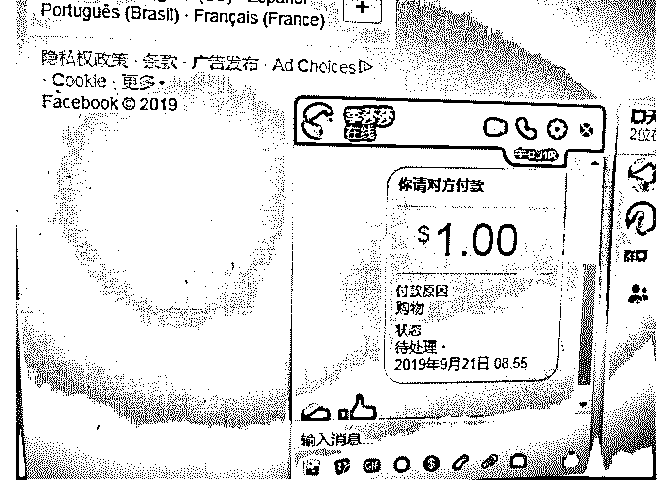 Português (Brasil) · Français (France)
隐私权政策 · 条款 · 广告发布 · Ad Choices
· Cookie · 更多
Facebook © 2019
在线
你请对方付款
$1.00
付款原因
购物
状态
待处理 ·
2019年9月21日 08:55
输入消息...
GIF
$